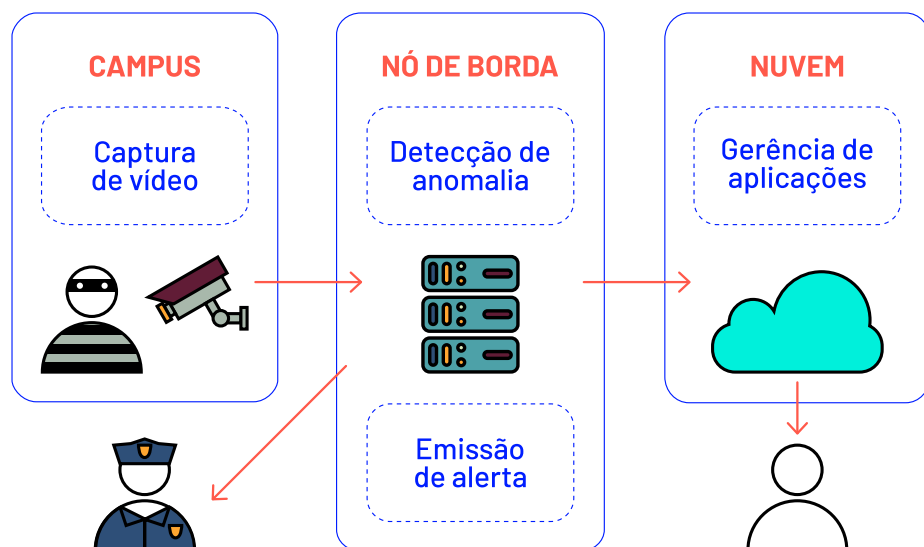 CAMPUS
Captura
de vídeo
NÓ DE BORDA
Detecção de
anomalia
Emissão
de alerta
NUVEM
Gerência de
aplicações